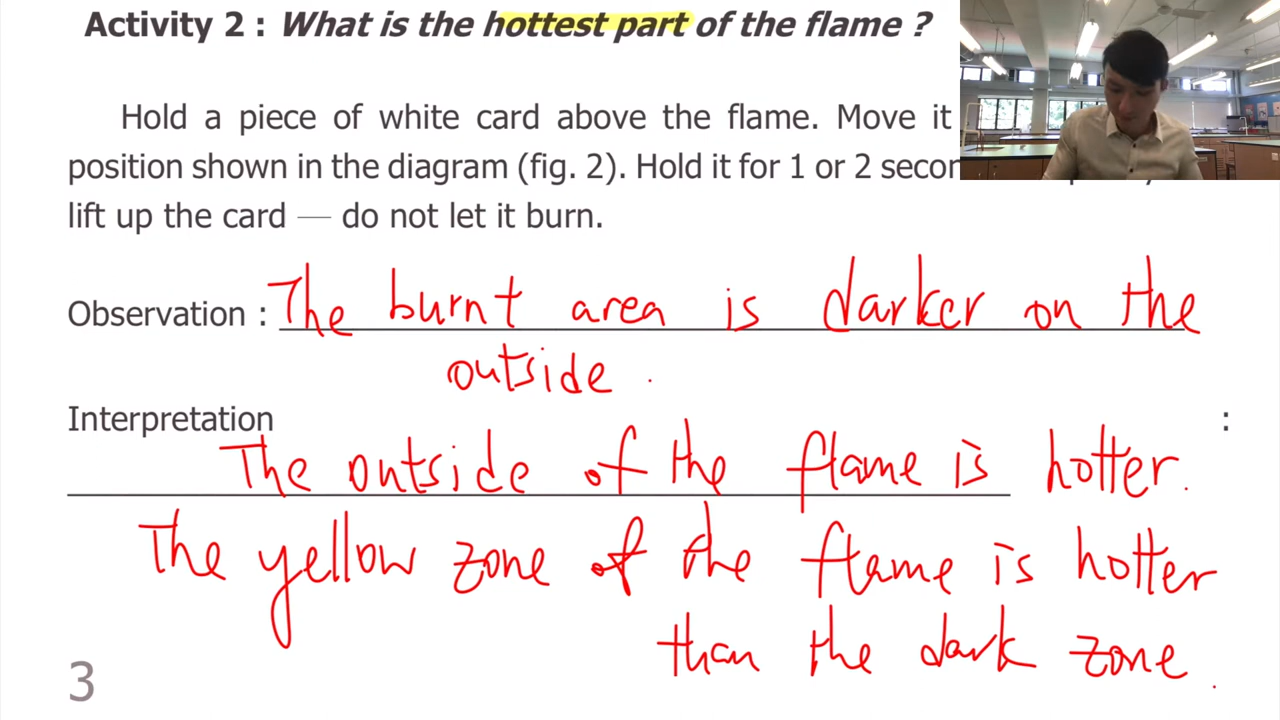 Activity 2 : What is the hottest part of the flame ?
Hold a piece of white card above the flame. Move it
position shown in the diagram (fig. 2). Hold it for 1 or 2
lift up the card — do not let it burn.
Observation : The burnt area is darker on the
outside .
Interpretation :
The outside of the flame is hotter .
The yellow zone of the flame is hotter
than the dark zone .
3